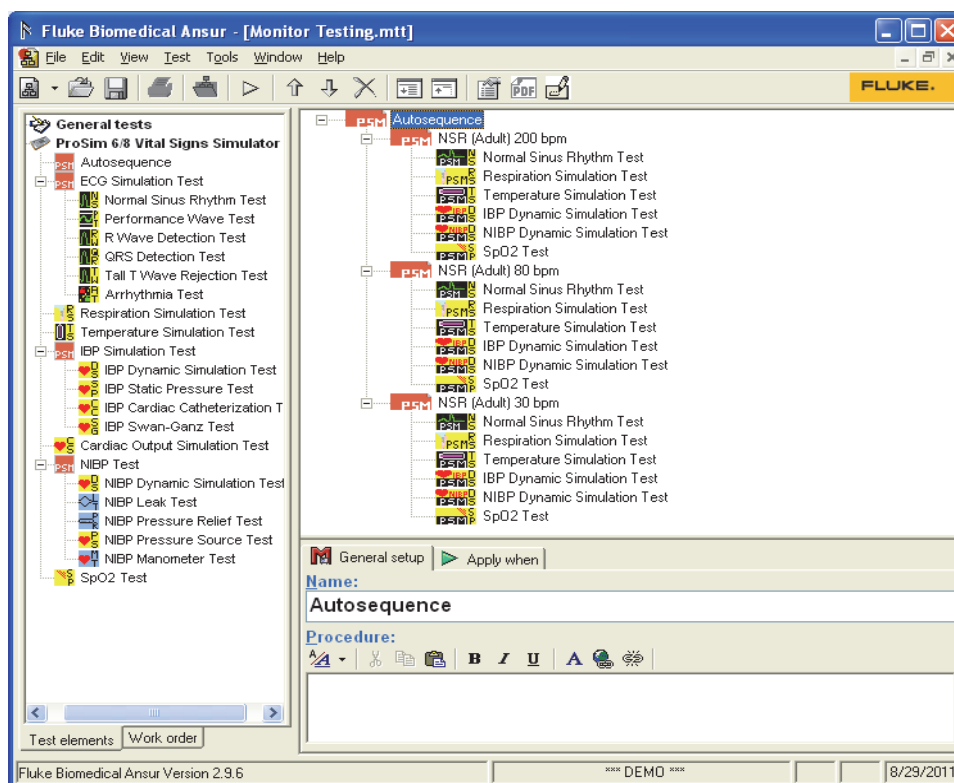 Fluke Biomedical Ansur - [Monitor Testing.mtt]
File Edit View Test Tools Window Help
PDF
FLUKE.
General tests
ProSim 6/8 Vital Signs Simulator
Autosequence
ECG Simulation Test
Normal Sinus Rhythm Test
Performance Wave Test
R Wave Detection Test
QRS Detection Test
Tall T Wave Rejection Test
Arrhythmia Test
Respiration Simulation Test
Temperature Simulation Test
IBP Simulation Test
IBP Dynamic Simulation Test
IBP Static Pressure Test
IBP Cardiac Catheterization T
IBP Swan-Ganz Test
Cardiac Output Simulation Test
NIBP Test
NIBP Dynamic Simulation Test
NIBP Leak Test
NIBP Pressure Relief Test
NIBP Pressure Source Test
NIBP Manometer Test
SpO2 Test
Test elements
Work order
PSM Autosequence
PSM NSR (Adult) 200 bpm
Normal Sinus Rhythm Test
Respiration Simulation Test
Temperature Simulation Test
IBP Dynamic Simulation Test
NIBP Dynamic Simulation Test
SpO2 Test
PSM NSR (Adult) 80 bpm
Normal Sinus Rhythm Test
Respiration Simulation Test
Temperature Simulation Test
IBP Dynamic Simulation Test
NIBP Dynamic Simulation Test
SpO2 Test
PSM NSR (Adult) 30 bpm
Normal Sinus Rhythm Test
Respiration Simulation Test
Temperature Simulation Test
IBP Dynamic Simulation Test
NIBP Dynamic Simulation Test
SpO2 Test
General setup
Apply when
Name:
Autosequence
Procedure:
B I U A
Fluke Biomedical Ansur Version 2.9.6
*** DEMO ***
8/29/2011